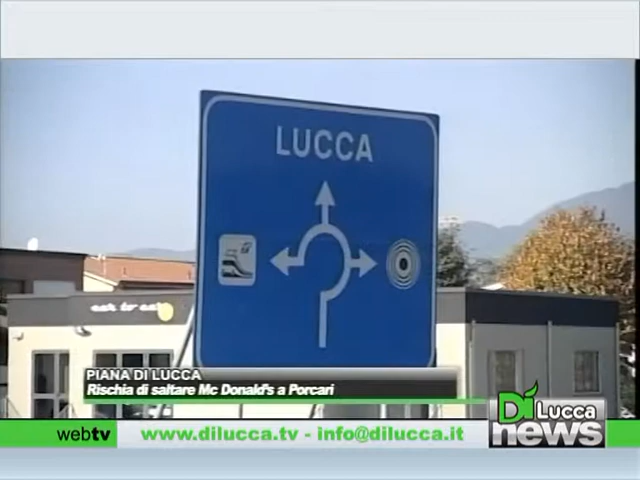 LUCCA
eat to eat
PIANA DI LUCCA
Rischia di saltare Mc Donald's a Porcari
Di Lucca
news
webtv
www.dilucca.tv - info@dilucca.it